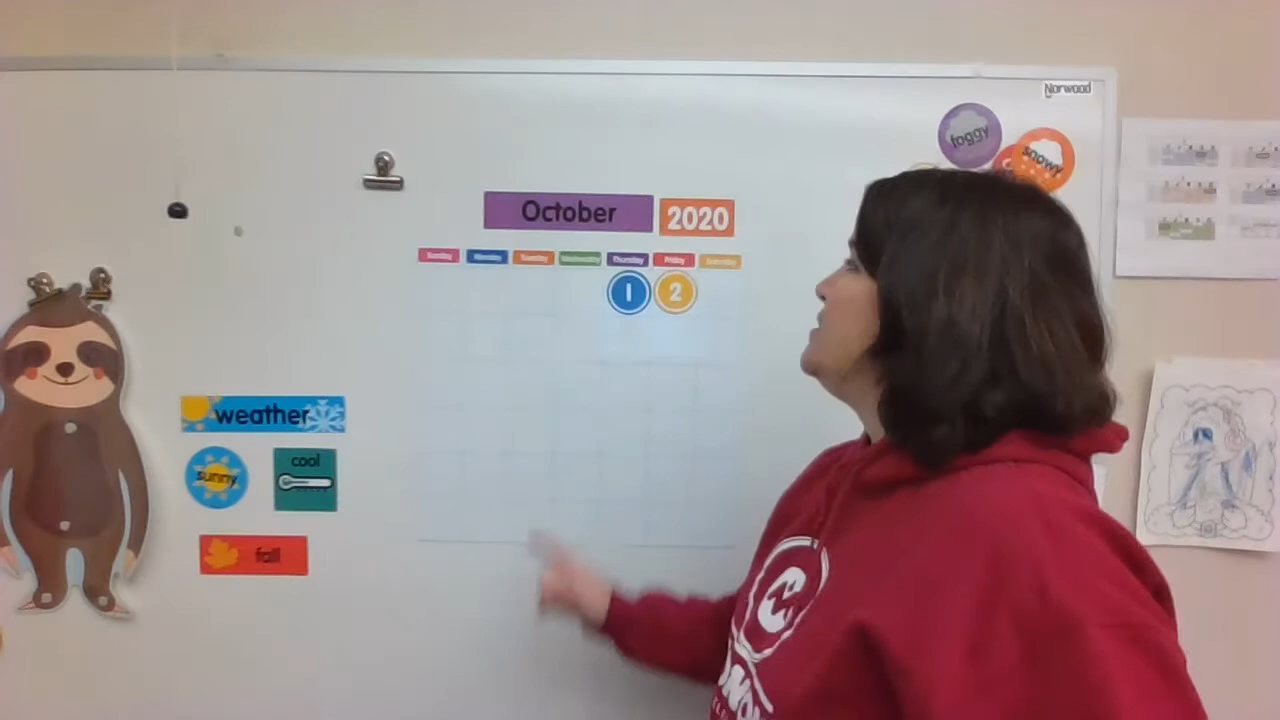 Norwood
foggy
snowy
October 2020
Sunday Monday Tuesday Wednesday Thursday Friday Saturday
1 2
weather
sunny
cool
fall